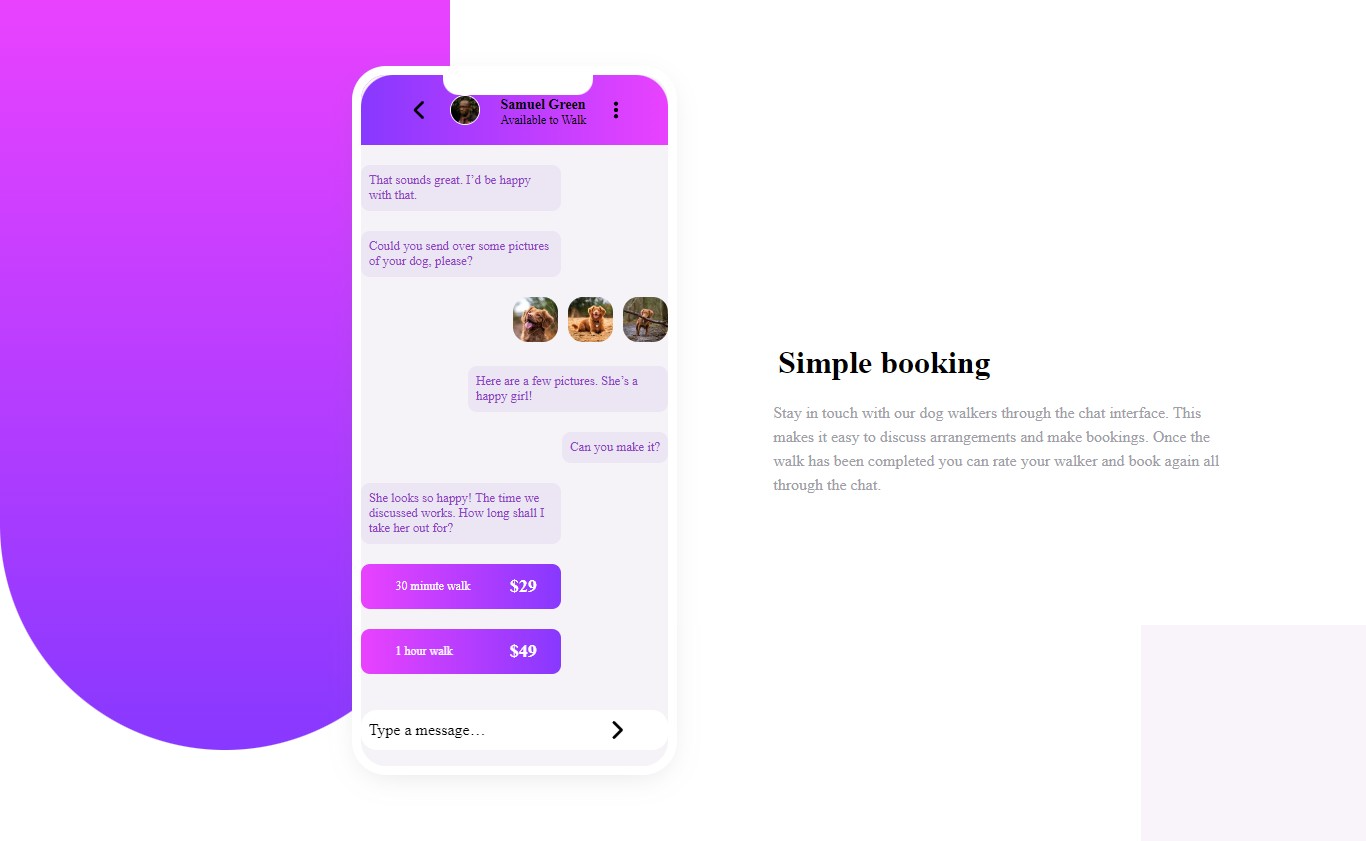 Samuel Green
Available to Walk
That sounds great. I’d be happy
with that.
Could you send over some pictures
of your dog, please?
Here are a few pictures. She’s a
happy girl!
Can you make it?
She looks so happy! The time we
discussed works. How long shall I
take her out for?
30 minute walk $29
1 hour walk $49
Type a message…
Simple booking
Stay in touch with our dog walkers through the chat interface. This
makes it easy to discuss arrangements and make bookings. Once the
walk has been completed you can rate your walker and book again all
through the chat.